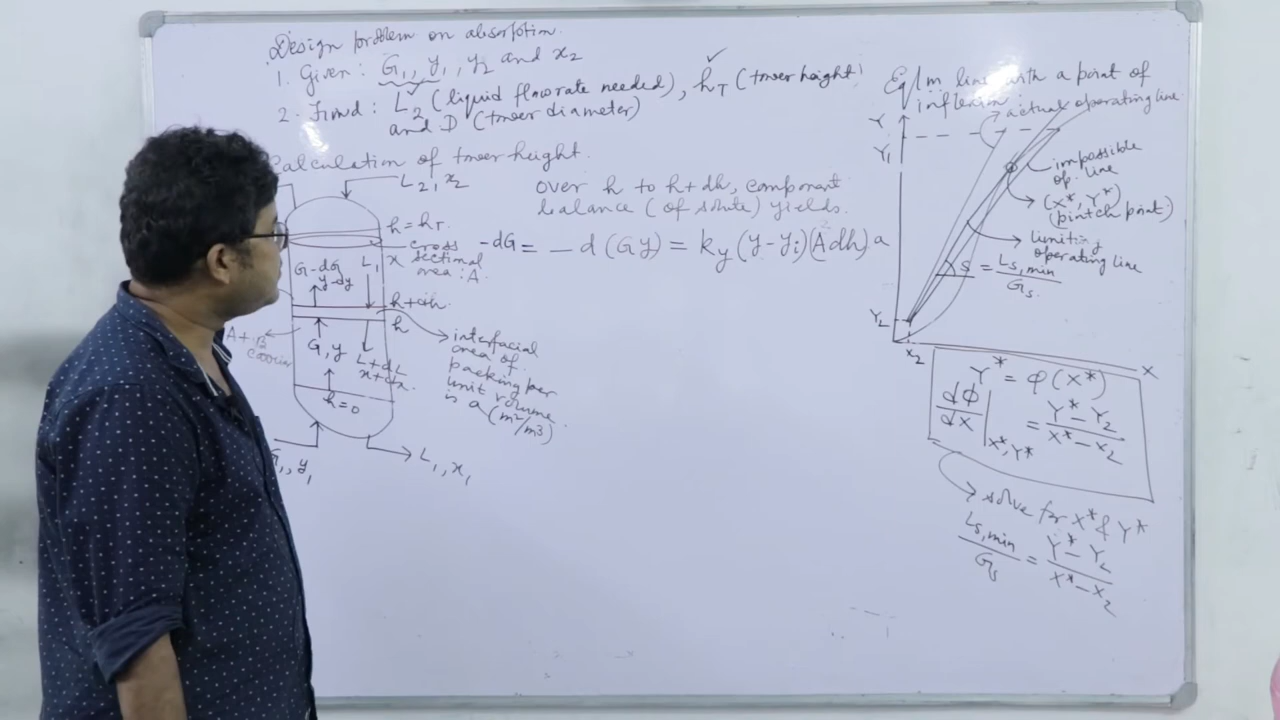 Design problem on absorption.
1. Given: G1, y1, y2 and x2
2. Find: L2 (liquid flowrate needed), hT (tower height)
and D (tower diameter)
Calculation of tower height.
L2, x2
h = hT
cross
sectional
area: A
x
G-dG
y-dy
L,
h+dh
h
A + B
carrier
G, y
L+dL
x+dx
h=0
G1, y1
L1, x1
interfacial
area of
packing per
unit volume
is a (m²/m³)
over h to h+dh, component
balance (of solute) yields.
-dG = -d(Gy) = ky (y-yi)(Adh) a
Eqlm line with a point of
inflexion
actual operating line
Y
Y1
impossible
op. line
(X*, Y*)
(pintch point)
limiting
operating line
S = Ls,min / Gs
Y2
X2
X
Y* = φ(X*)
dφ/dX |X*,Y* = Y*-Y2 / X*-X2
solve for X* & Y*
Ls,min / Gs = Y*-Y2 / X*-X2